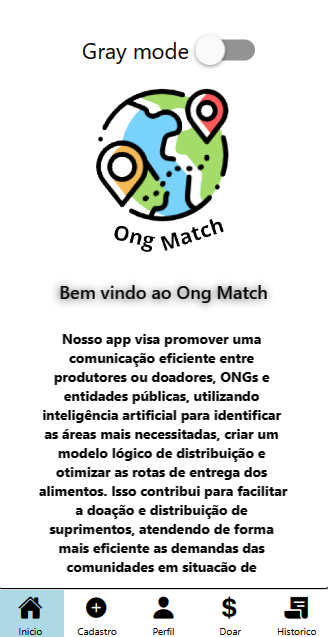 Gray mode
Ong Match
Bem vindo ao Ong Match
Nosso app visa promover uma
comunicação eficiente entre
produtores ou doadores, ONGs e
entidades públicas, utilizando
inteligência artificial para identificar
as áreas mais necessitadas, criar um
modelo lógico de distribuição e
otimizar as rotas de entrega dos
alimentos. Isso contribui para facilitar
a doação e distribuição de
suprimentos, atendendo de forma
mais eficiente as demandas das
comunidades em situação de
Inicio
Cadastro
Perfil
$
Doar
Historico